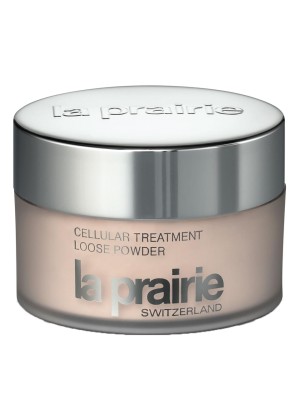 la prairie
CELLULAR TREATMENT
LOOSE POWDER
la prairie
SWITZERLAND